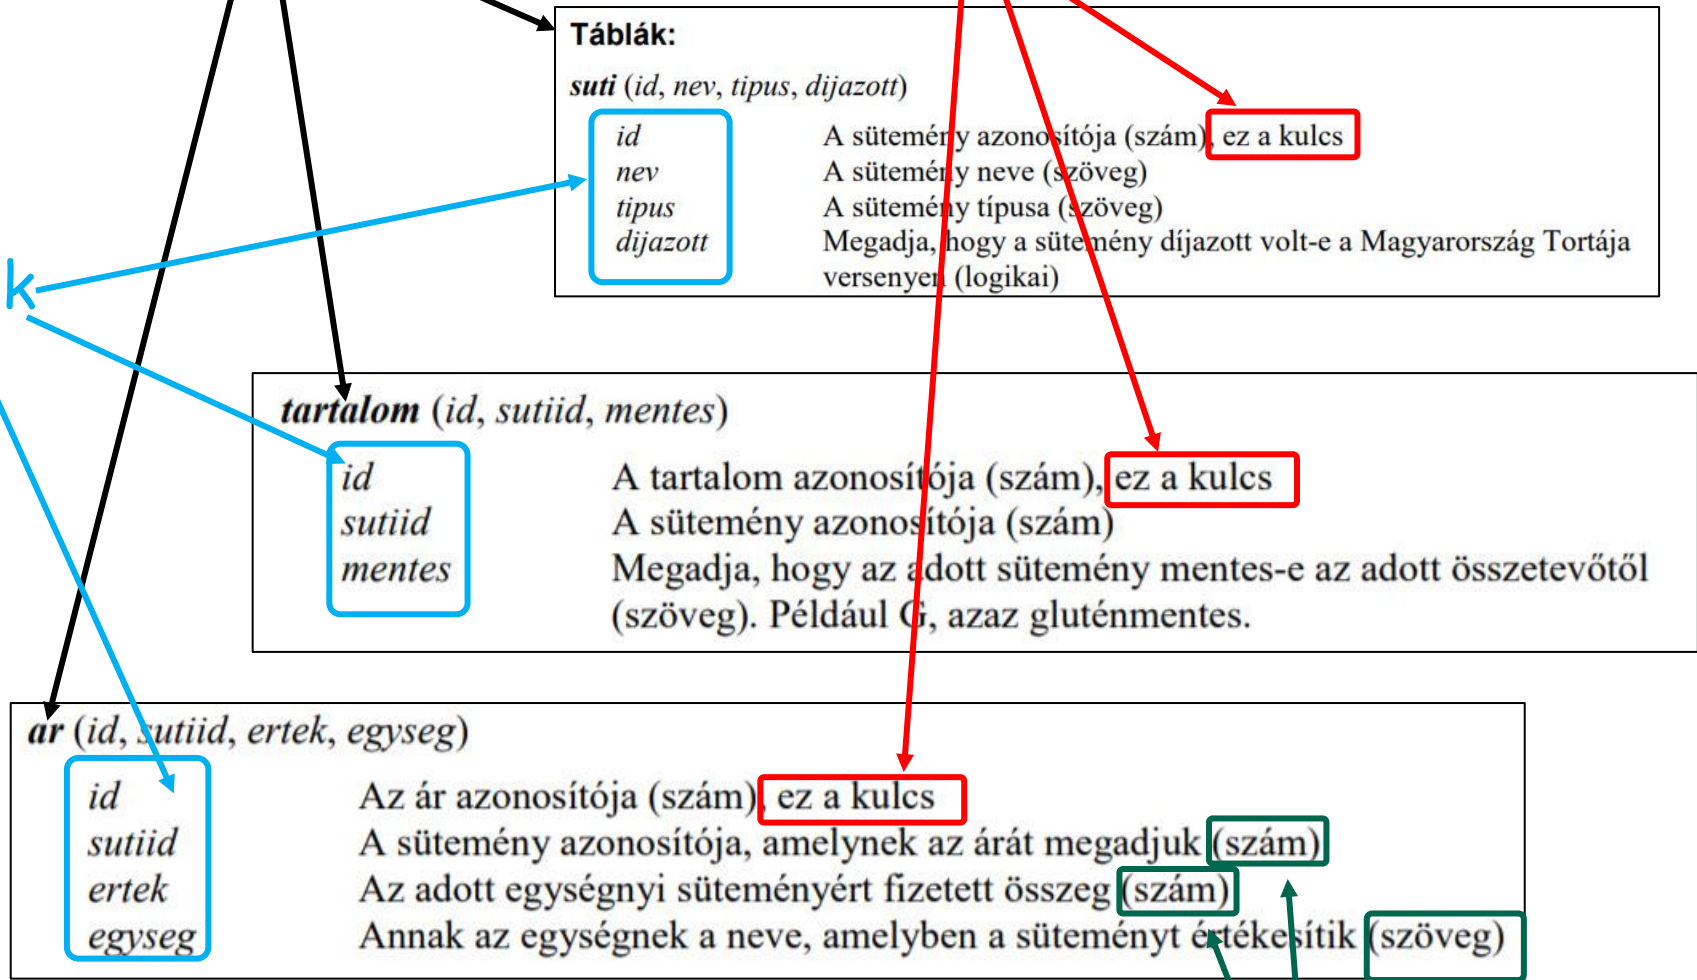 Táblák:
suti (id, nev, tipus, dijazott)
id A sütemény azonosítója (szám), ez a kulcs
nev A sütemény neve (szöveg)
tipus A sütemény típusa (szöveg)
dijazott Megadja, hogy a sütemény díjazott volt-e a Magyarország Tortája
versenyen (logikai)
k
tartalom (id, sutiid, mentes)
id A tartalom azonosítója (szám), ez a kulcs
sutiid A sütemény azonosítója (szám)
mentes Megadja, hogy az adott sütemény mentes-e az adott összetevőtől
(szöveg). Például G, azaz gluténmentes.
ar (id, sutiid, ertek, egyseg)
id Az ár azonosítója (szám), ez a kulcs
sutiid A sütemény azonosítója, amelynek az árát megadjuk (szám)
ertek Az adott egységnyi süteményért fizetett összeg (szám)
egyseg Annak az egységnek a neve, amelyben a süteményt értékesítik (szöveg)